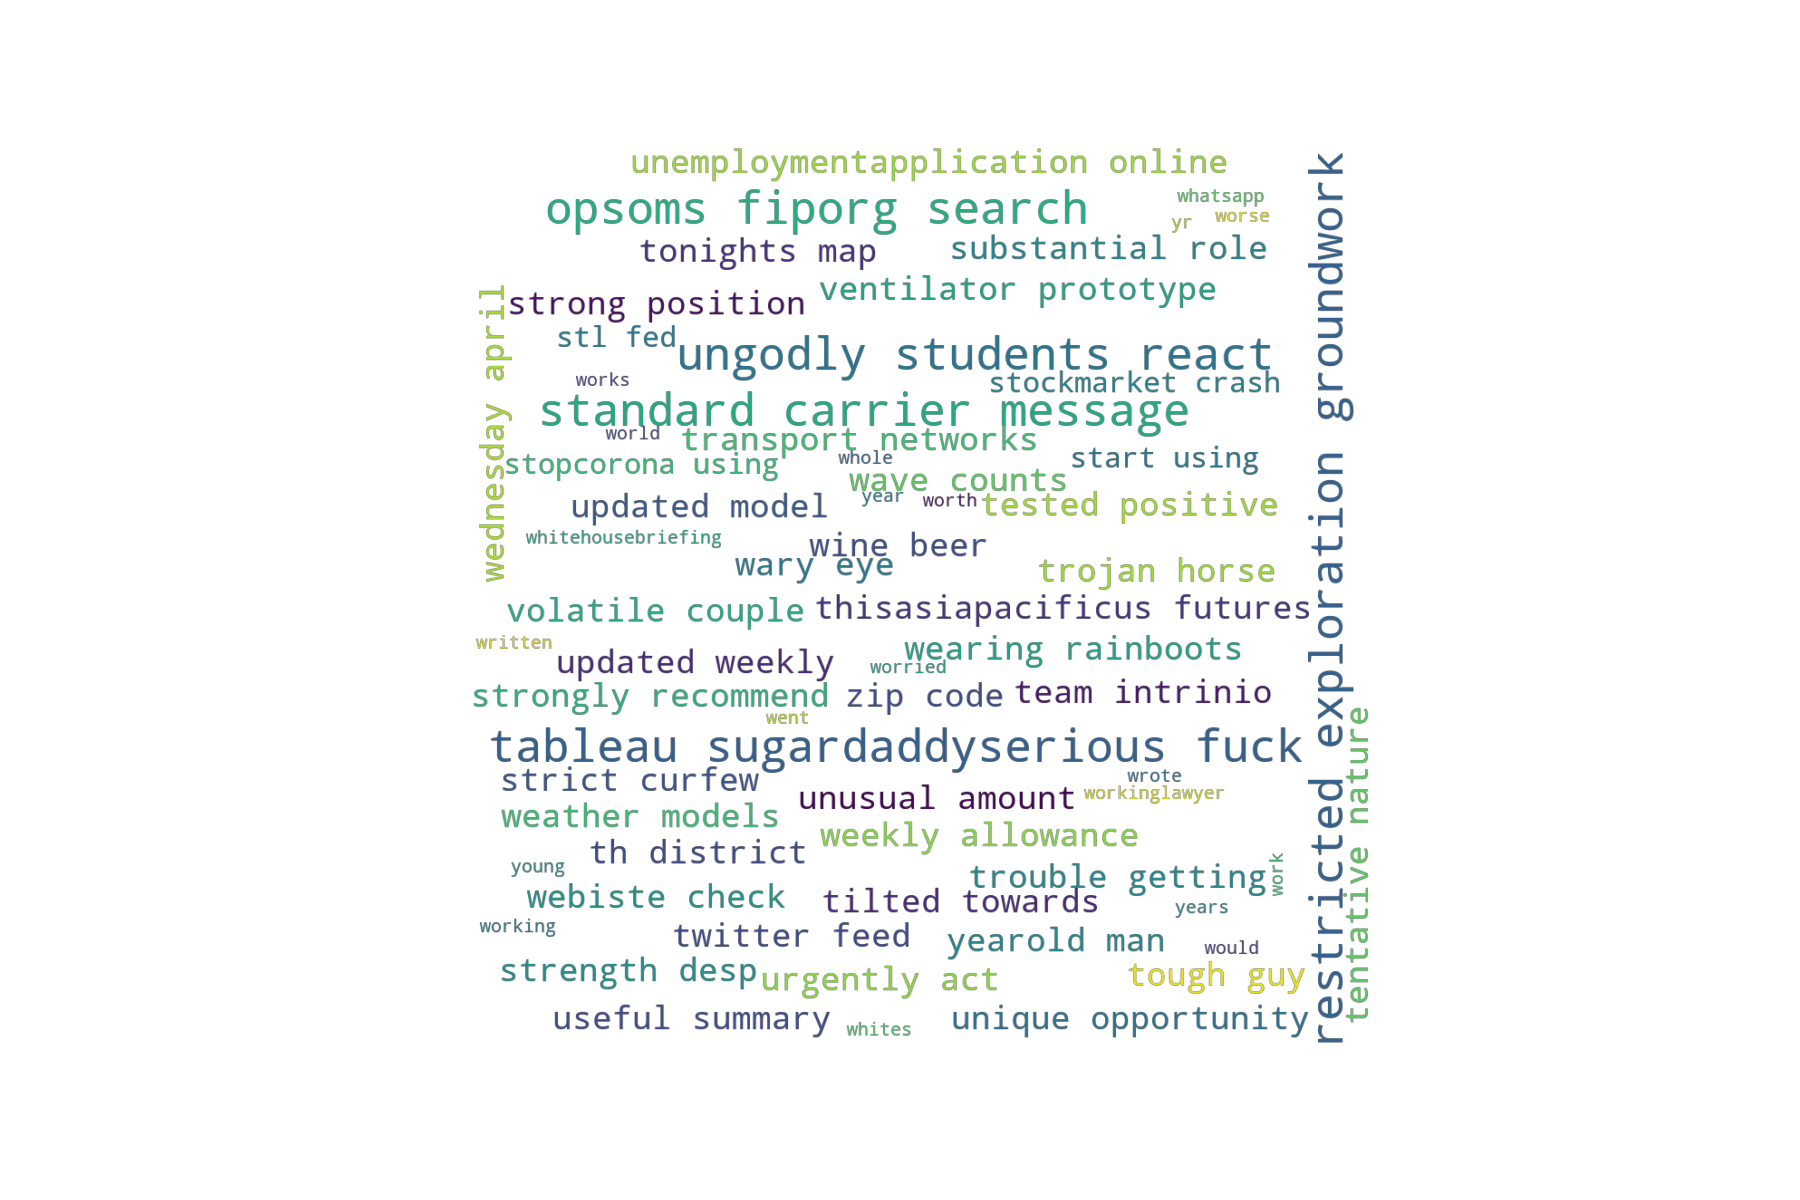 unemploymentapplication online
opsoms fiporg search
whatsapp
yr
worse
tonights map
substantial role
ventilator prototype
strong position
stl fed
ungodly students react
works
stockmarket crash
standard carrier message
world
transport networks
stopcorona using
whole
start using
wave counts
updated model
year
worth
tested positive
whitehousebriefing
wine beer
wary eye
trojan horse
volatile couple
thisasiapacificus futures
written
wearing rainboots
updated weekly
worried
strongly recommend
zip code
team intrinio
went
tableau sugardaddyserious fuck
strict curfew
wrote
unusual amount
workinglawyer
weather models
weekly allowance
th district
young
trouble getting
work
webiste check
tilted towards
years
working
twitter feed
yearold man
would
strength desp
urgently act
tough guy
useful summary
whites
unique opportunity
wednesday april
restricted exploration groundwork
tentative nature